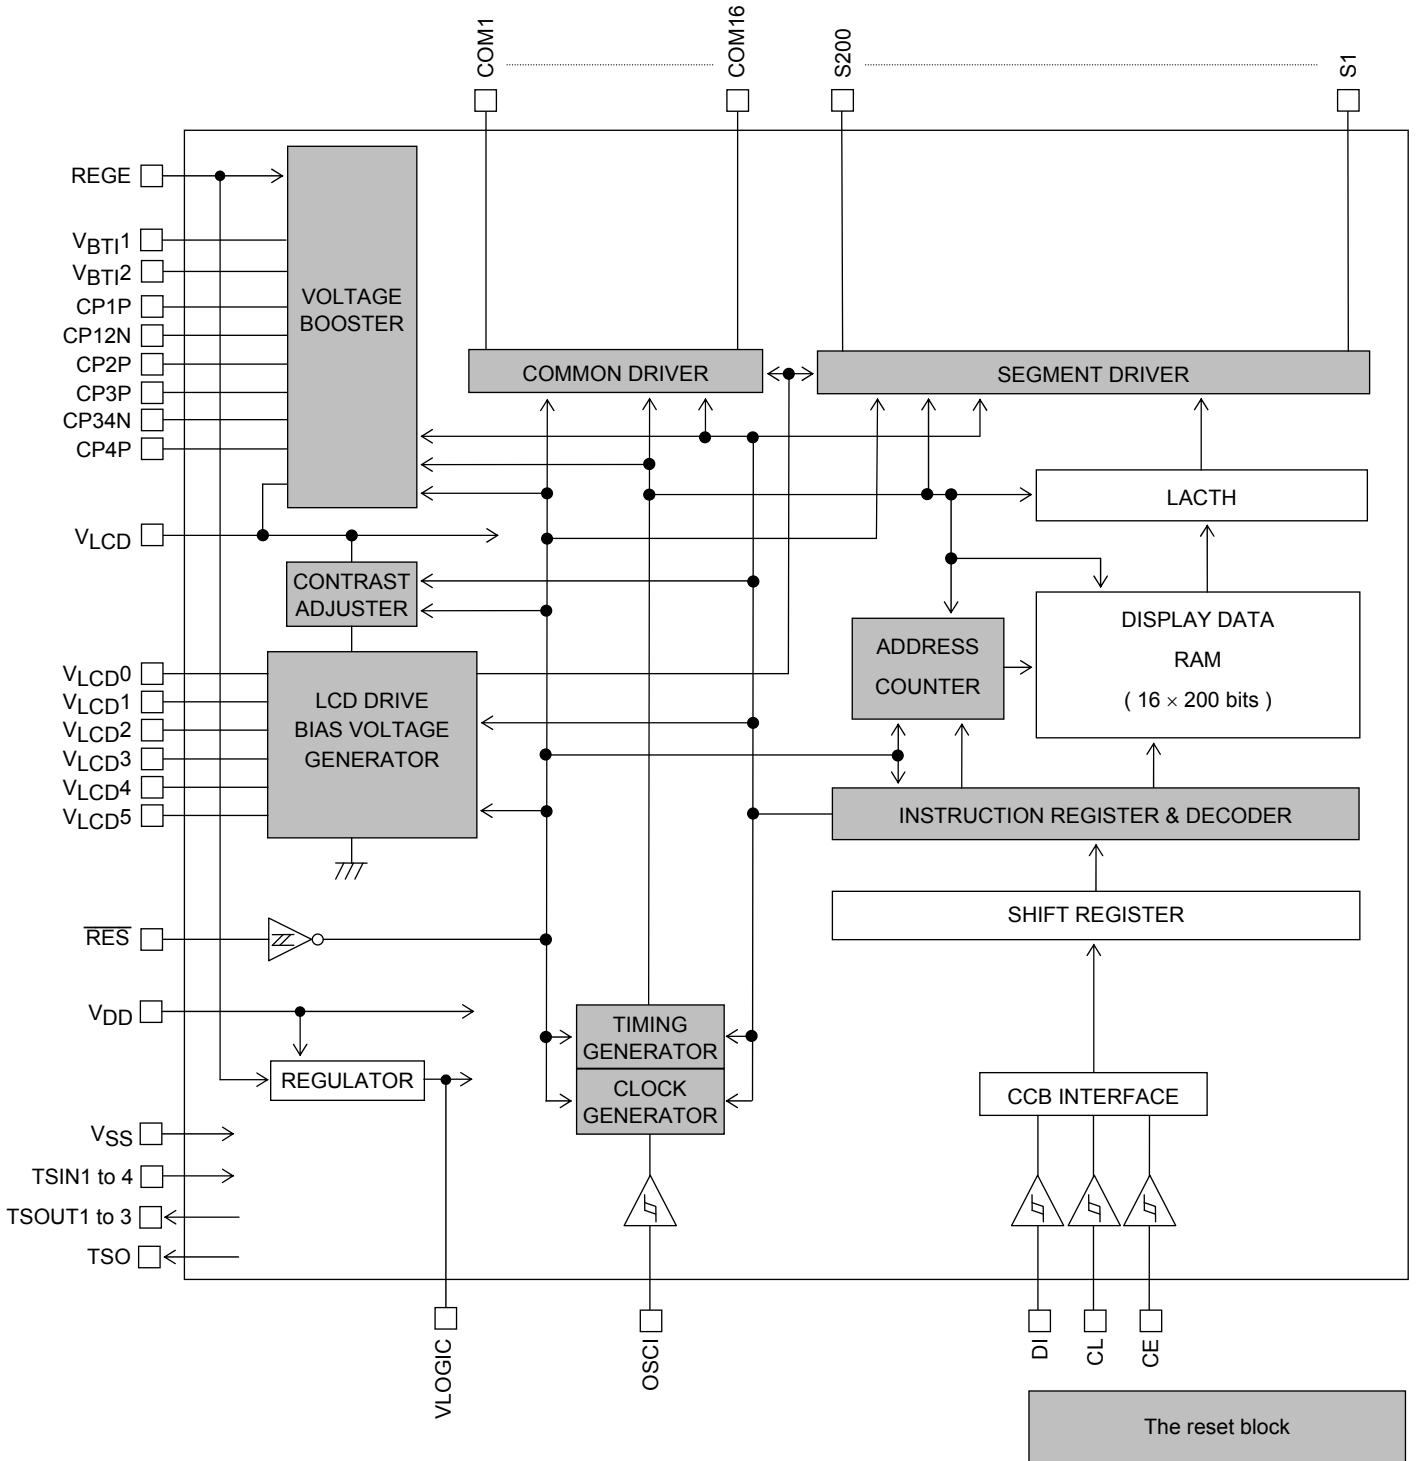 COM1
COM16
S200
S1
REGE
VBTI1
VBTI2
CP1P
CP12N
CP2P
CP3P
CP34N
CP4P
VLCD
VOLTAGE
BOOSTER
COMMON DRIVER
SEGMENT DRIVER
LACTH
CONTRAST
ADJUSTER
ADDRESS
COUNTER
DISPLAY DATA
RAM
( 16 × 200 bits )
VLCD0
VLCD1
VLCD2
VLCD3
VLCD4
VLCD5
LCD DRIVE
BIAS VOLTAGE
GENERATOR
INSTRUCTION REGISTER & DECODER
SHIFT REGISTER
RES
VDD
TIMING
GENERATOR
REGULATOR
CLOCK
GENERATOR
CCB INTERFACE
VSS
TSIN1 to 4
TSOUT1 to 3
TSO
VLOGIC
OSCI
DI
CL
CE
The reset block